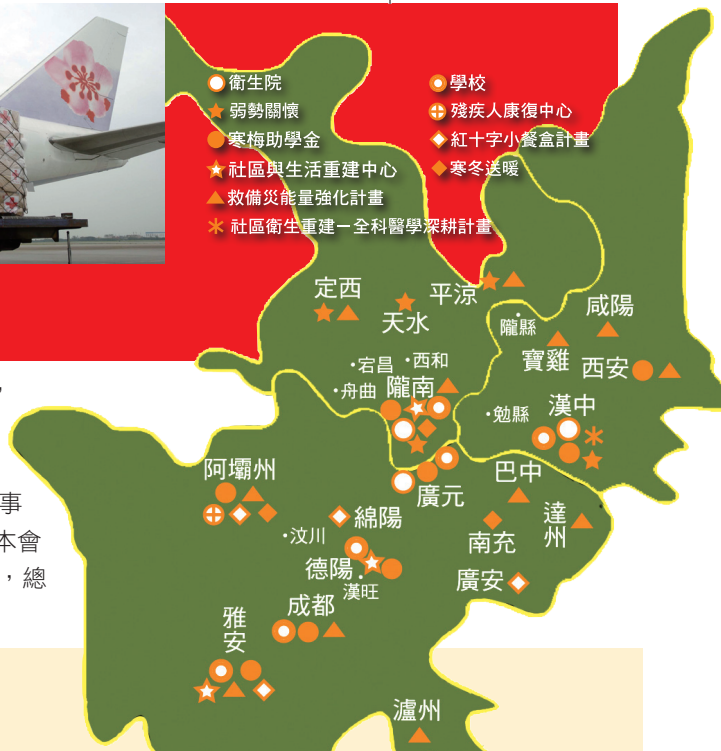 衛生院
學校
弱勢關懷
殘疾人康復中心
寒梅助學金
紅十字小餐盒計畫
社區與生活重建中心
寒冬送暖
救備災能量強化計畫
社區衛生重建－全科醫學深耕計畫
定西
天水
平涼
隴縣
咸陽
寶雞
西安
·宕昌
·西和
·舟曲
隴南
·勉縣
漢中
，
阿壩州
廣元
巴中
事
綿陽
達州
本會
·汶川
南充
，總
德陽
漢旺
廣安
成都
雅安
瀘州